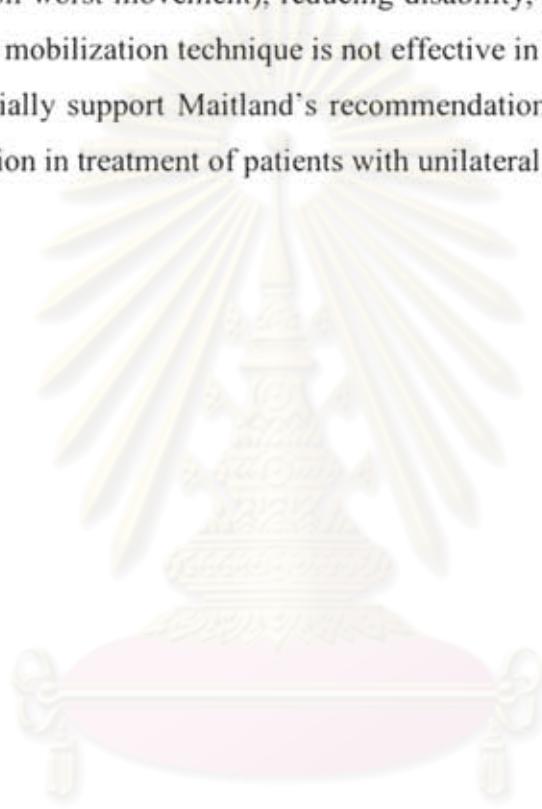 worst movement), reducing disability,
mobilization technique is not effective in
ially support Maitland's recommendation
ion in treatment of patients with unilateral